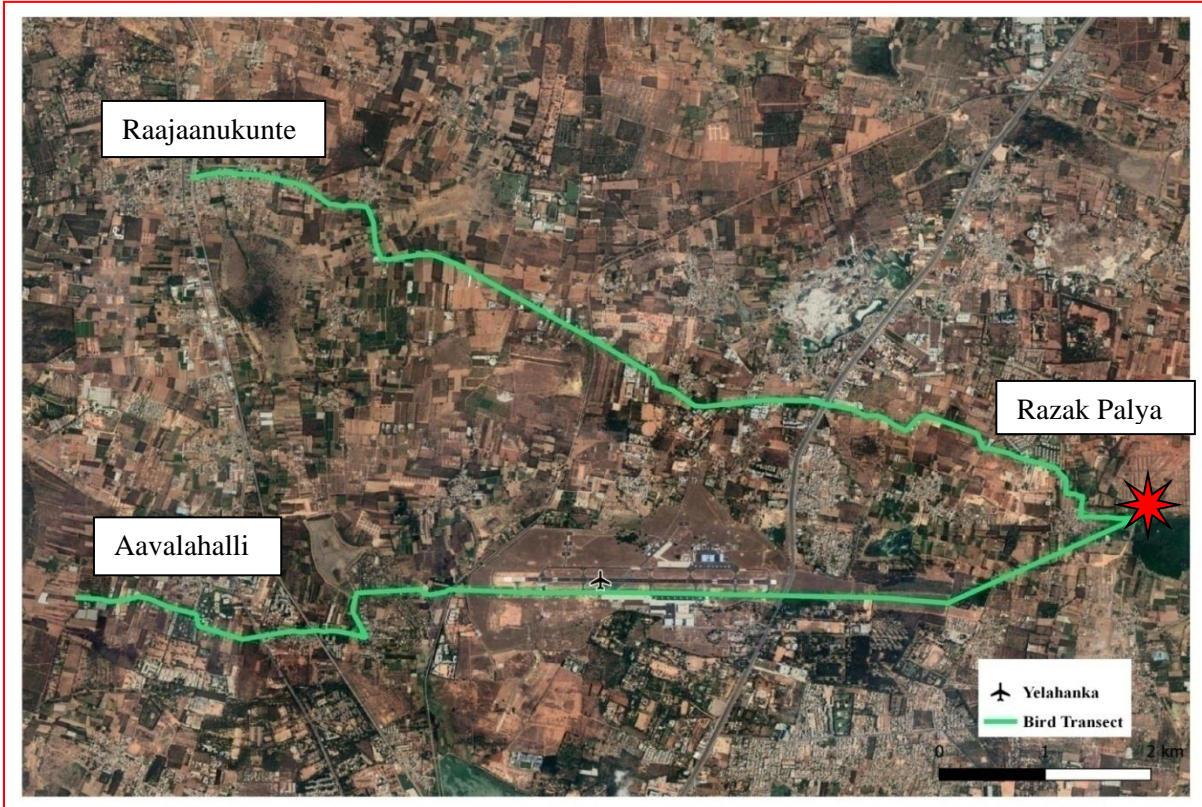 Raajaanukunte
Razak Palya
Aavalahalli
Yelahanka
Bird Transect
0 1 2 km